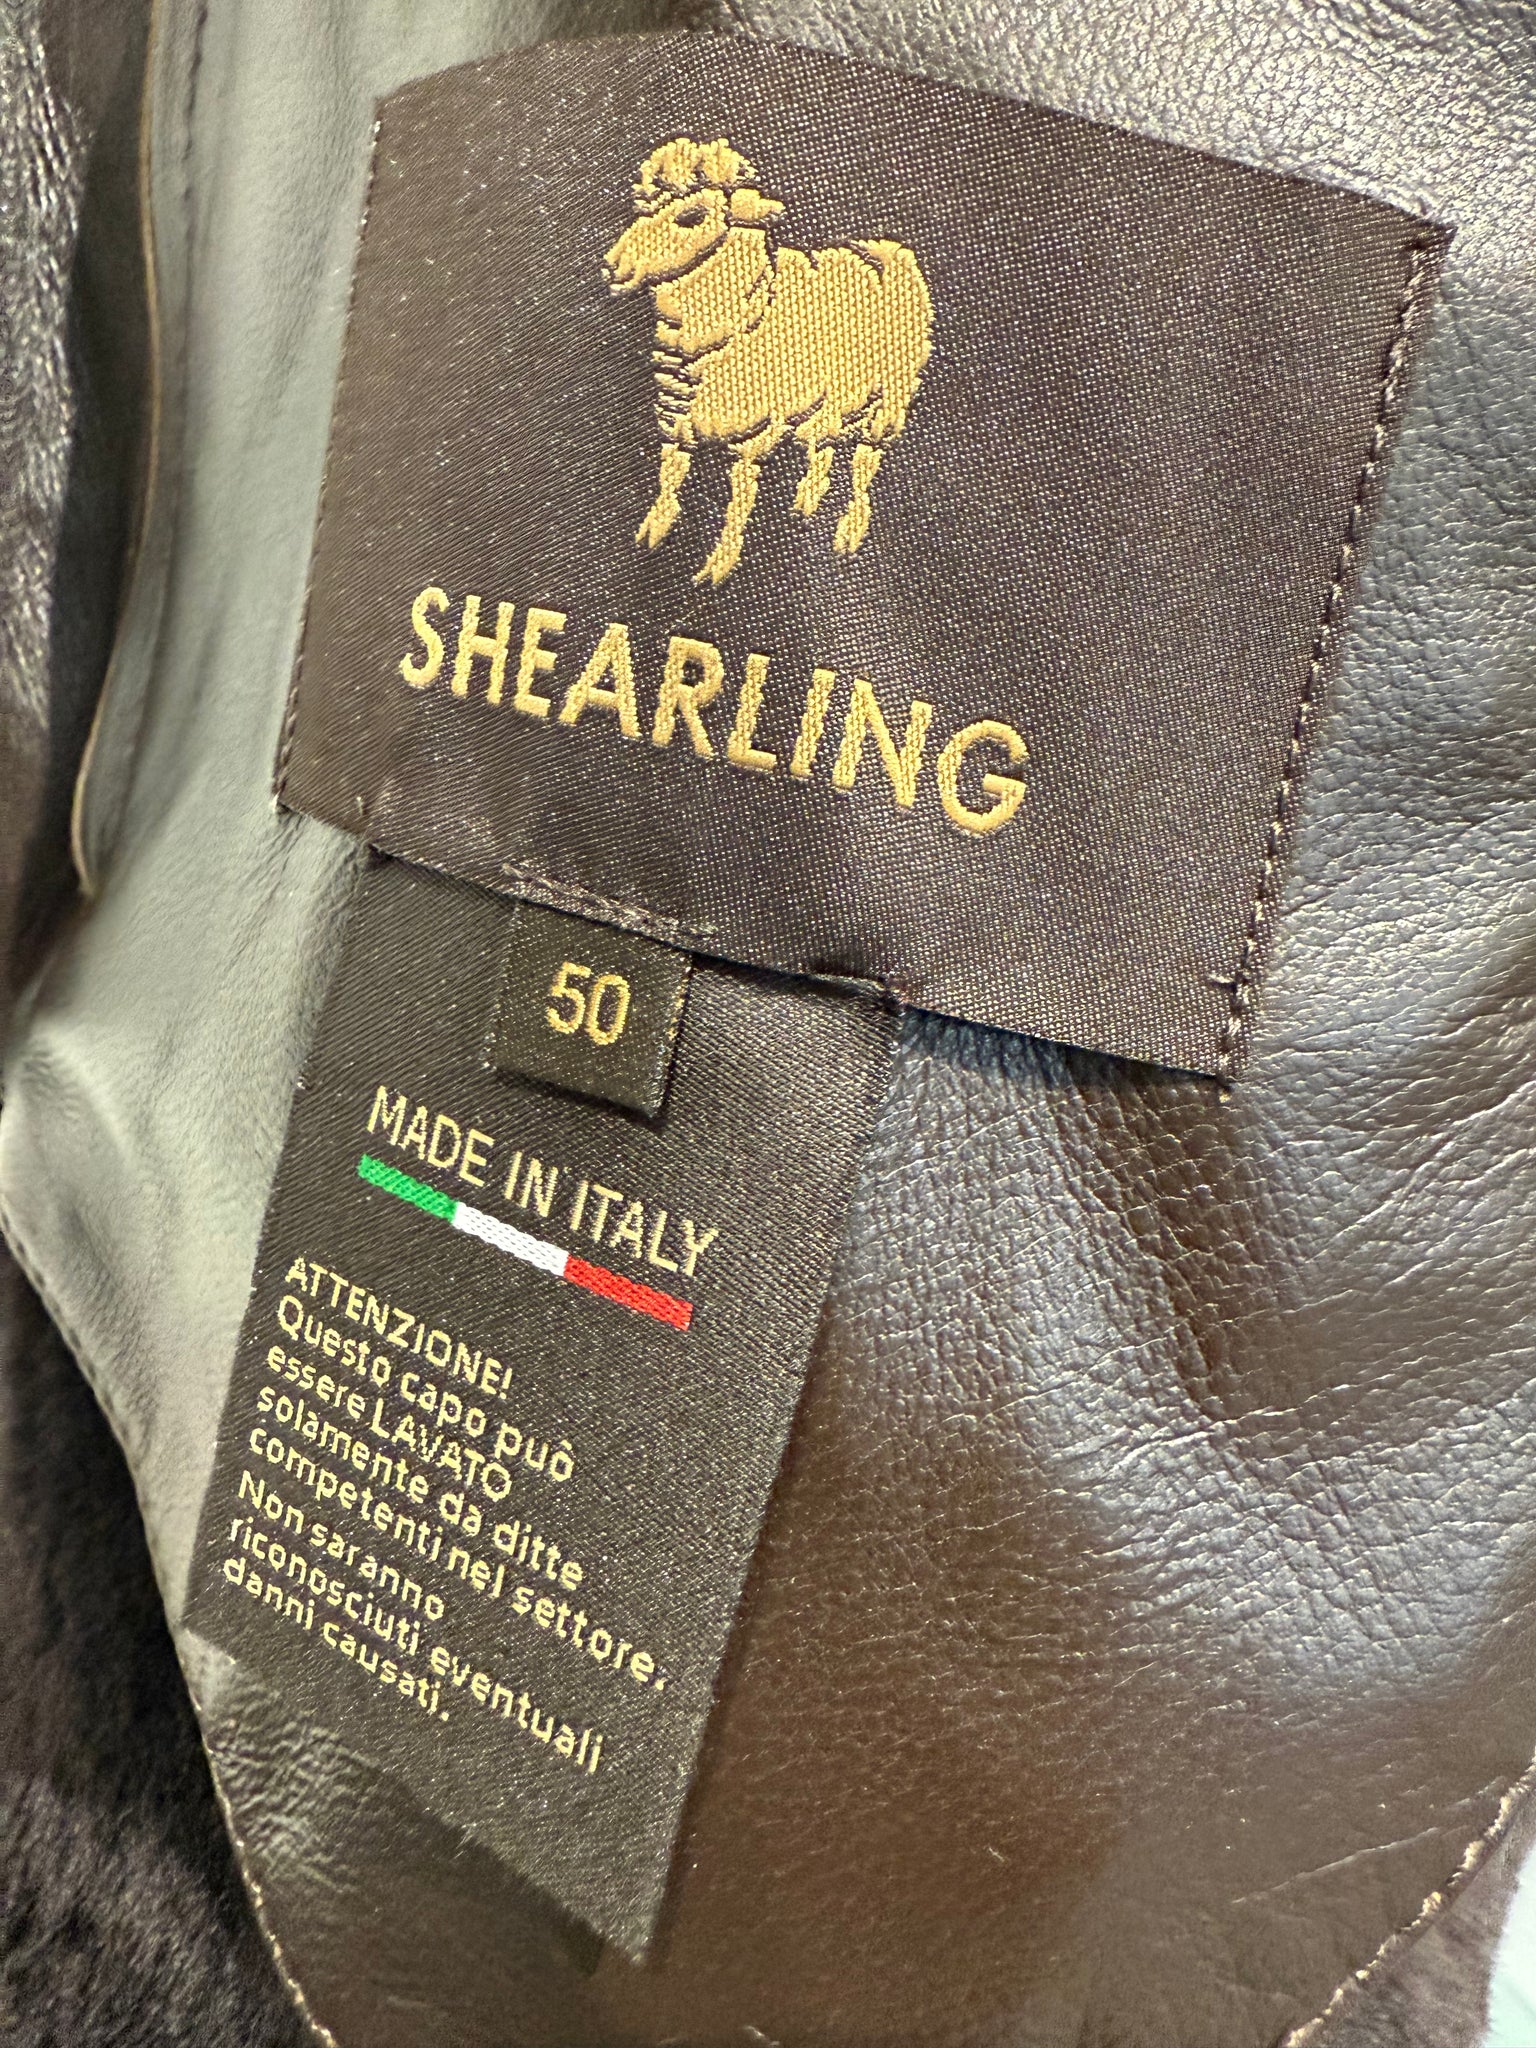 SHEARLING
50
MADE IN ITALY
ATTENZIONE!
Questo capo può
essere LAVATO
solamente da ditte
competenti nel settore.
Non saranno
riconosciuti eventuali
danni causati.